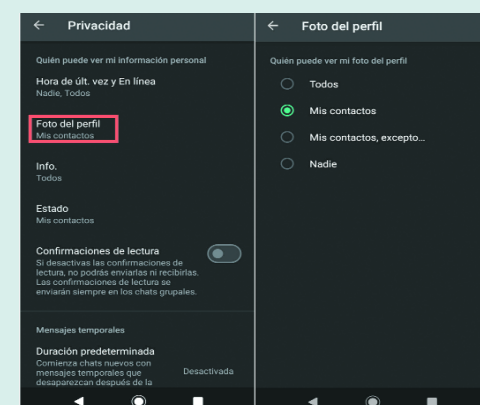 Privacidad
Quién puede ver mi información personal
Hora de últ. vez y En línea
Nadie, Todos
Foto del perfil
Mis contactos
Info.
Todos
Estado
Mis contactos
Confirmaciones de lectura
Si desactivas las confirmaciones de
lectura, no podrás enviarlas ni recibirlas.
Las confirmaciones de lectura se
enviarán siempre en los chats grupales.
Mensajes temporales
Duración predeterminada
Comienza chats nuevos con
mensajes temporales que
desaparezcan después de la
Desactivada
Foto del perfil
Quién puede ver mi foto del perfil
Todos
Mis contactos
Mis contactos, excepto...
Nadie